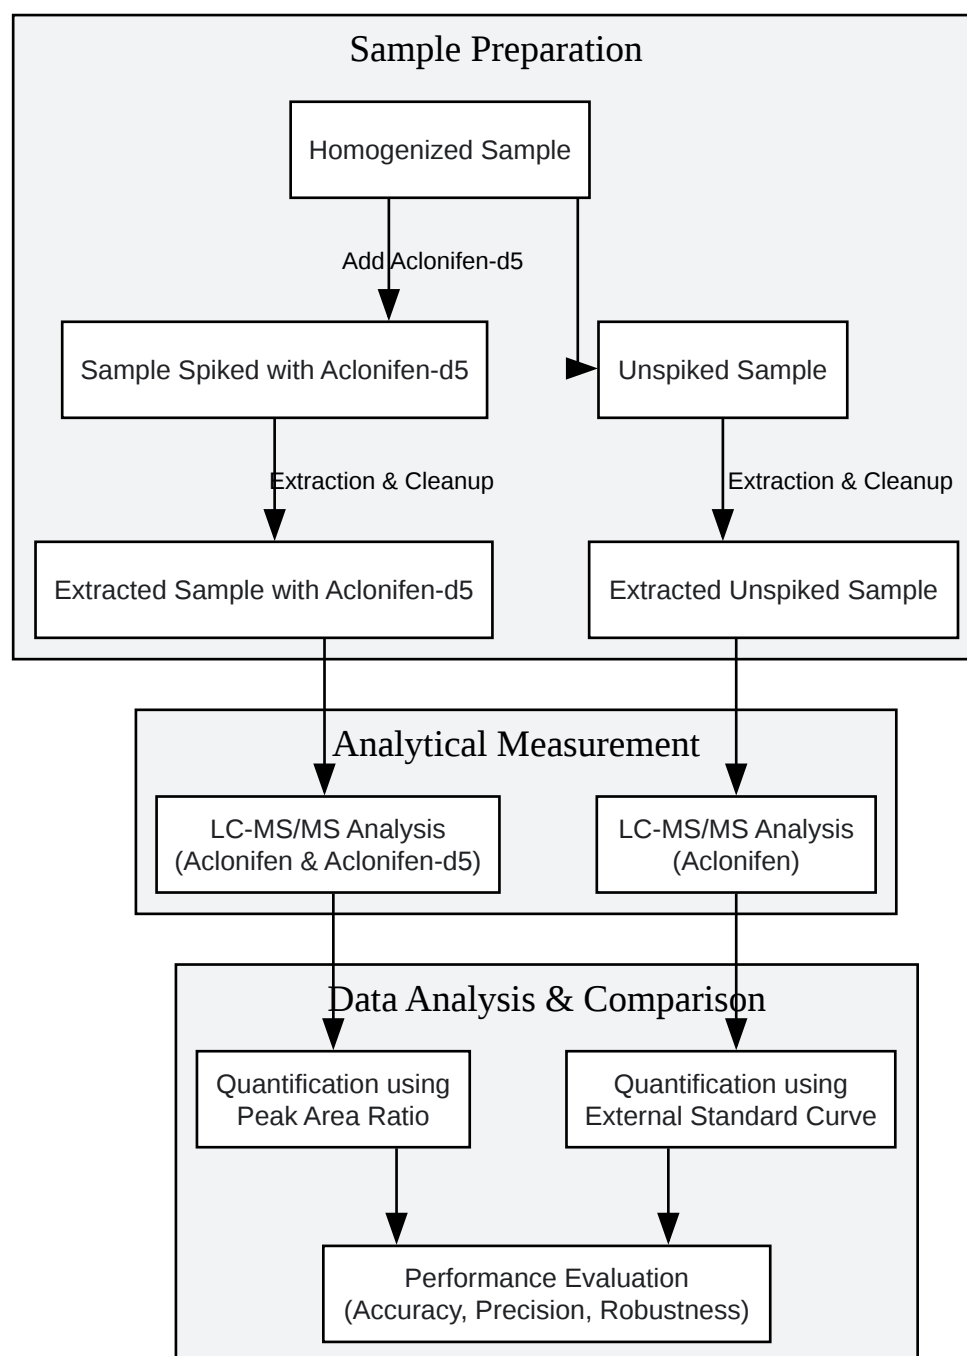 Sample Preparation
Homogenized Sample
Add Aclonifen-d5
Sample Spiked with Aclonifen-d5
Unspiked Sample
Extraction & Cleanup
Extraction & Cleanup
Extracted Sample with Aclonifen-d5
Extracted Unspiked Sample
Analytical Measurement
LC-MS/MS Analysis
(Aclonifen & Aclonifen-d5)
LC-MS/MS Analysis
(Aclonifen)
Data Analysis & Comparison
Quantification using
Peak Area Ratio
Quantification using
External Standard Curve
Performance Evaluation
(Accuracy, Precision, Robustness)